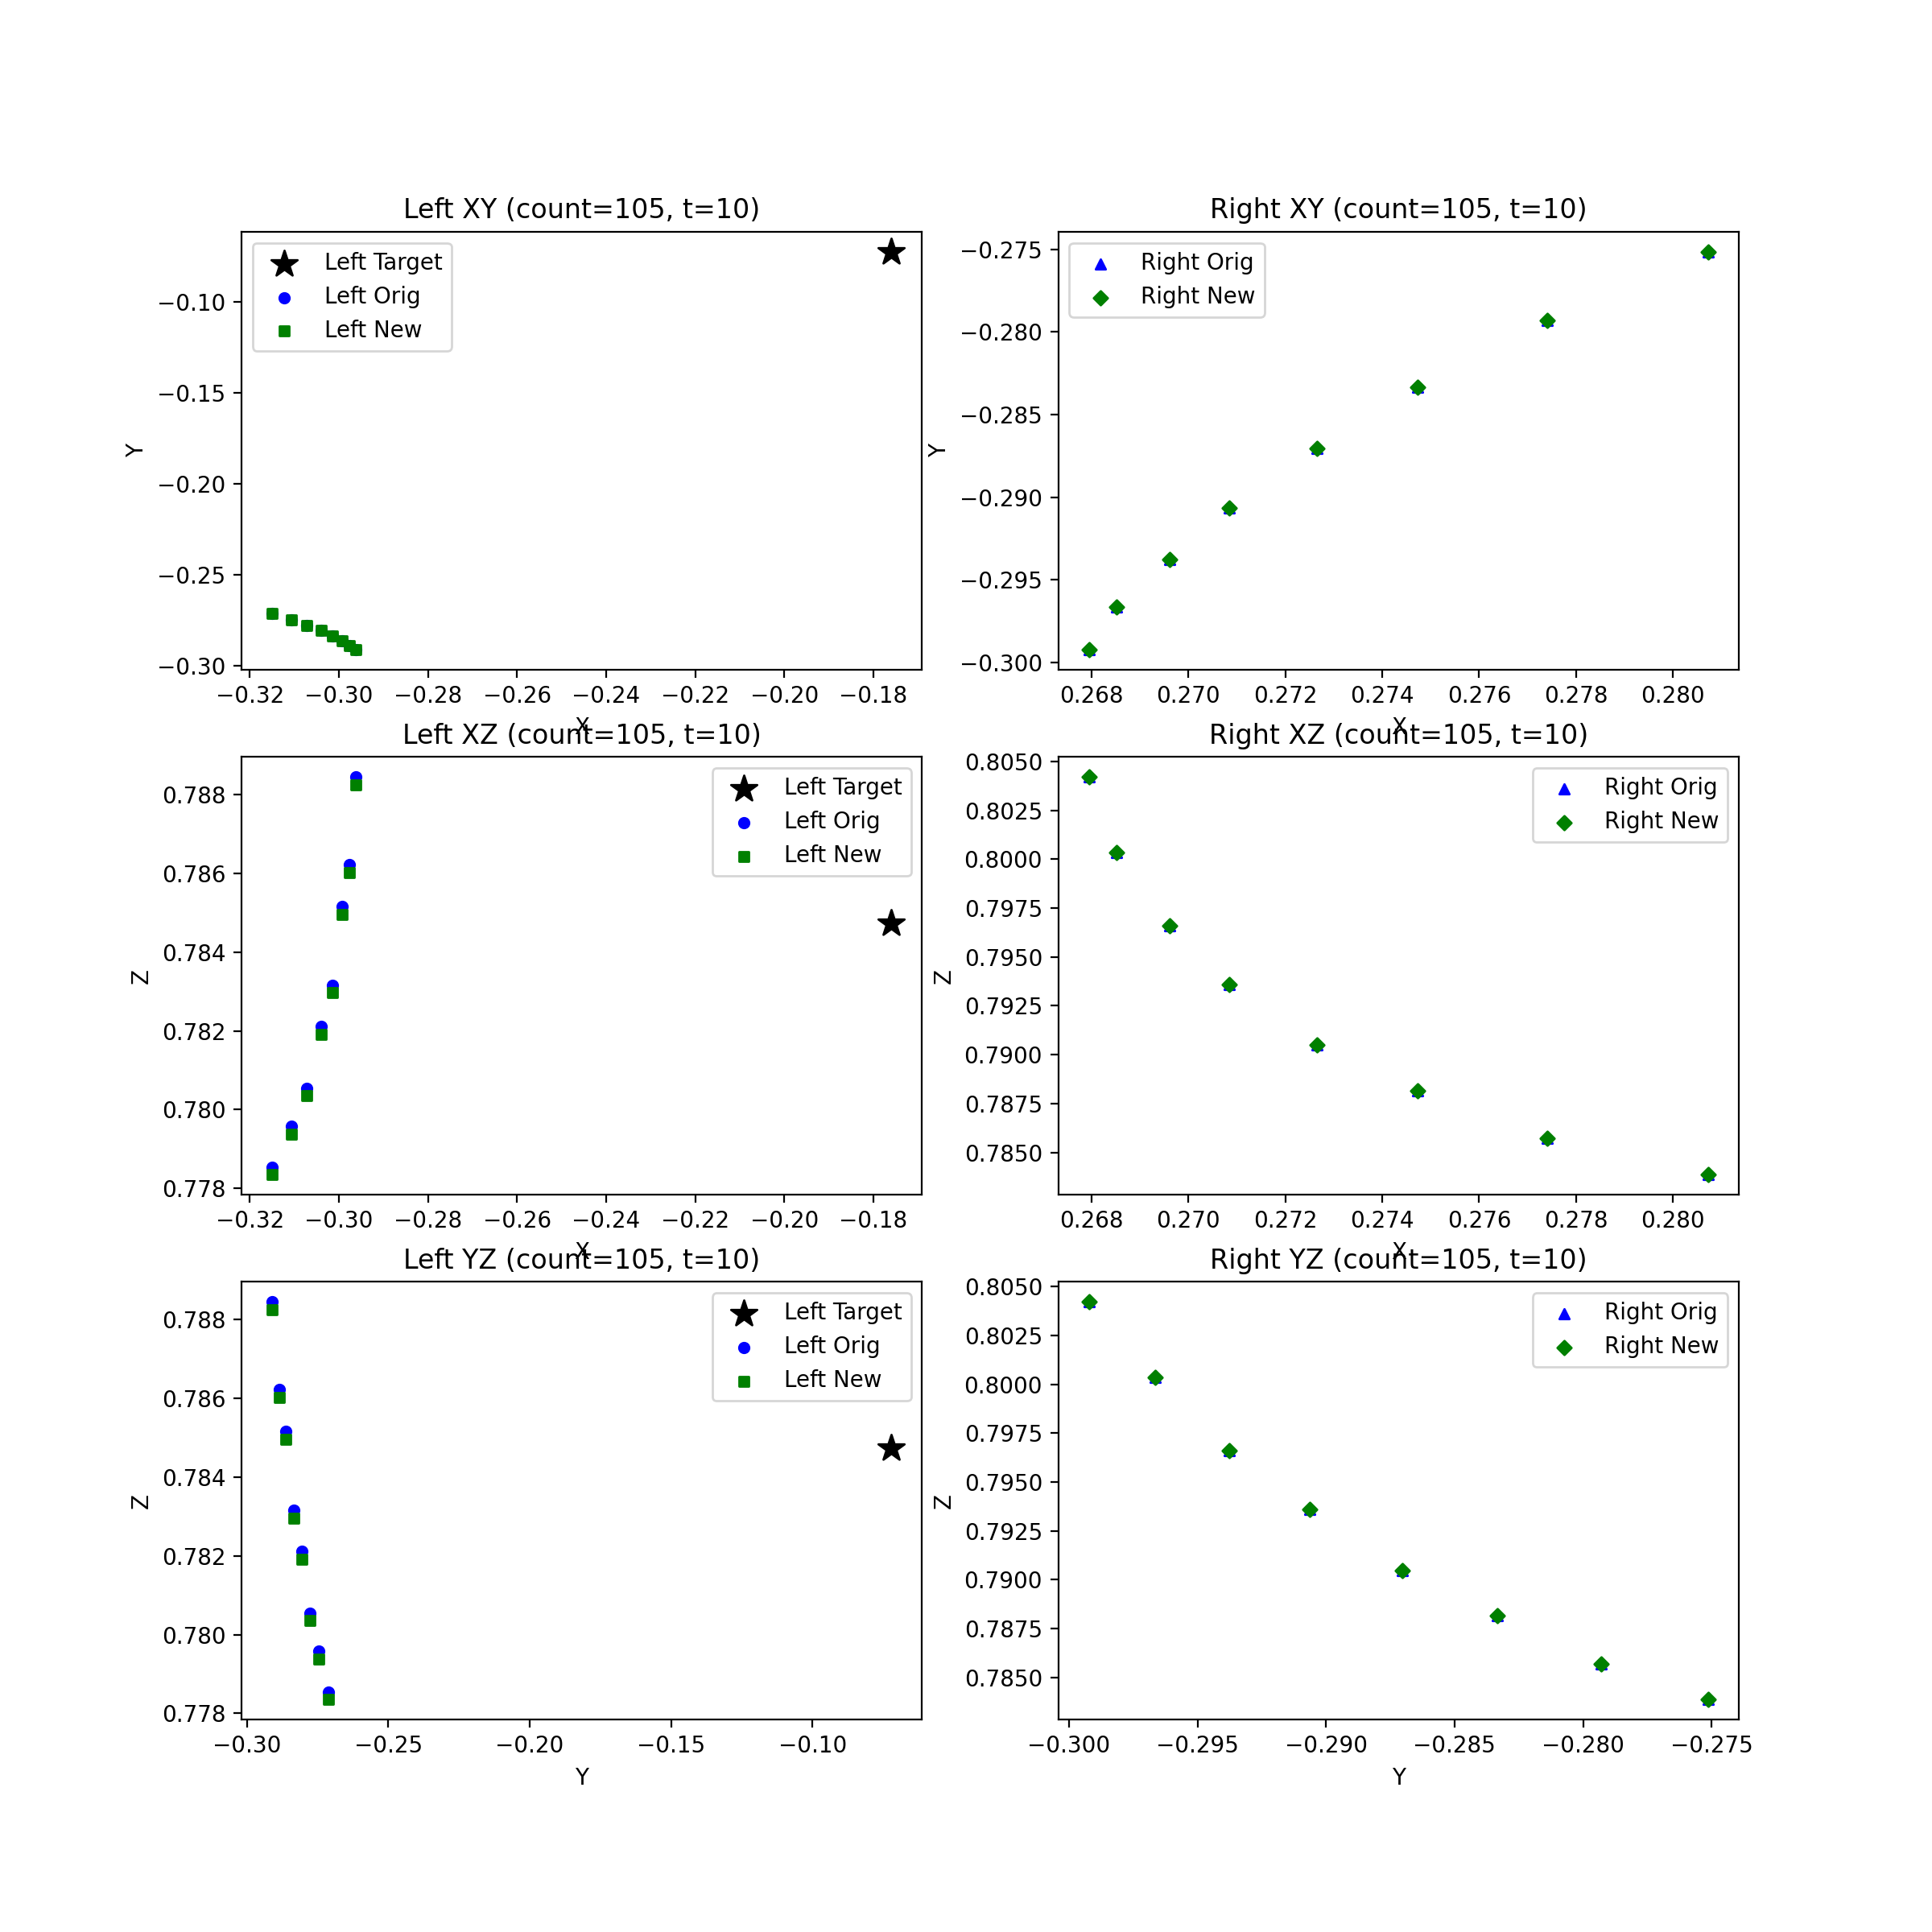 Left XY (count=105, t=10)
Left Target
Left Orig
Left New
−0.10
−0.15
−0.20
−0.25
−0.30
Y
−0.32 −0.30 −0.28 −0.26 −0.24 −0.22 −0.20 −0.18
X
Right XY (count=105, t=10)
Right Orig
Right New
−0.275
−0.280
−0.285
−0.290
−0.295
−0.300
Y
0.268 0.270 0.272 0.274 0.276 0.278 0.280
X
Left XZ (count=105, t=10)
Left Target
Left Orig
Left New
0.788
0.786
0.784
0.782
0.780
0.778
Z
−0.32 −0.30 −0.28 −0.26 −0.24 −0.22 −0.20 −0.18
X
Right XZ (count=105, t=10)
Right Orig
Right New
0.8050
0.8025
0.8000
0.7975
0.7950
0.7925
0.7900
0.7875
0.7850
Z
0.268 0.270 0.272 0.274 0.276 0.278 0.280
X
Left YZ (count=105, t=10)
Left Target
Left Orig
Left New
0.788
0.786
0.784
0.782
0.780
0.778
Z
−0.30 −0.25 −0.20 −0.15 −0.10
Y
Right YZ (count=105, t=10)
Right Orig
Right New
0.8050
0.8025
0.8000
0.7975
0.7950
0.7925
0.7900
0.7875
0.7850
Z
−0.300 −0.295 −0.290 −0.285 −0.280 −0.275
Y